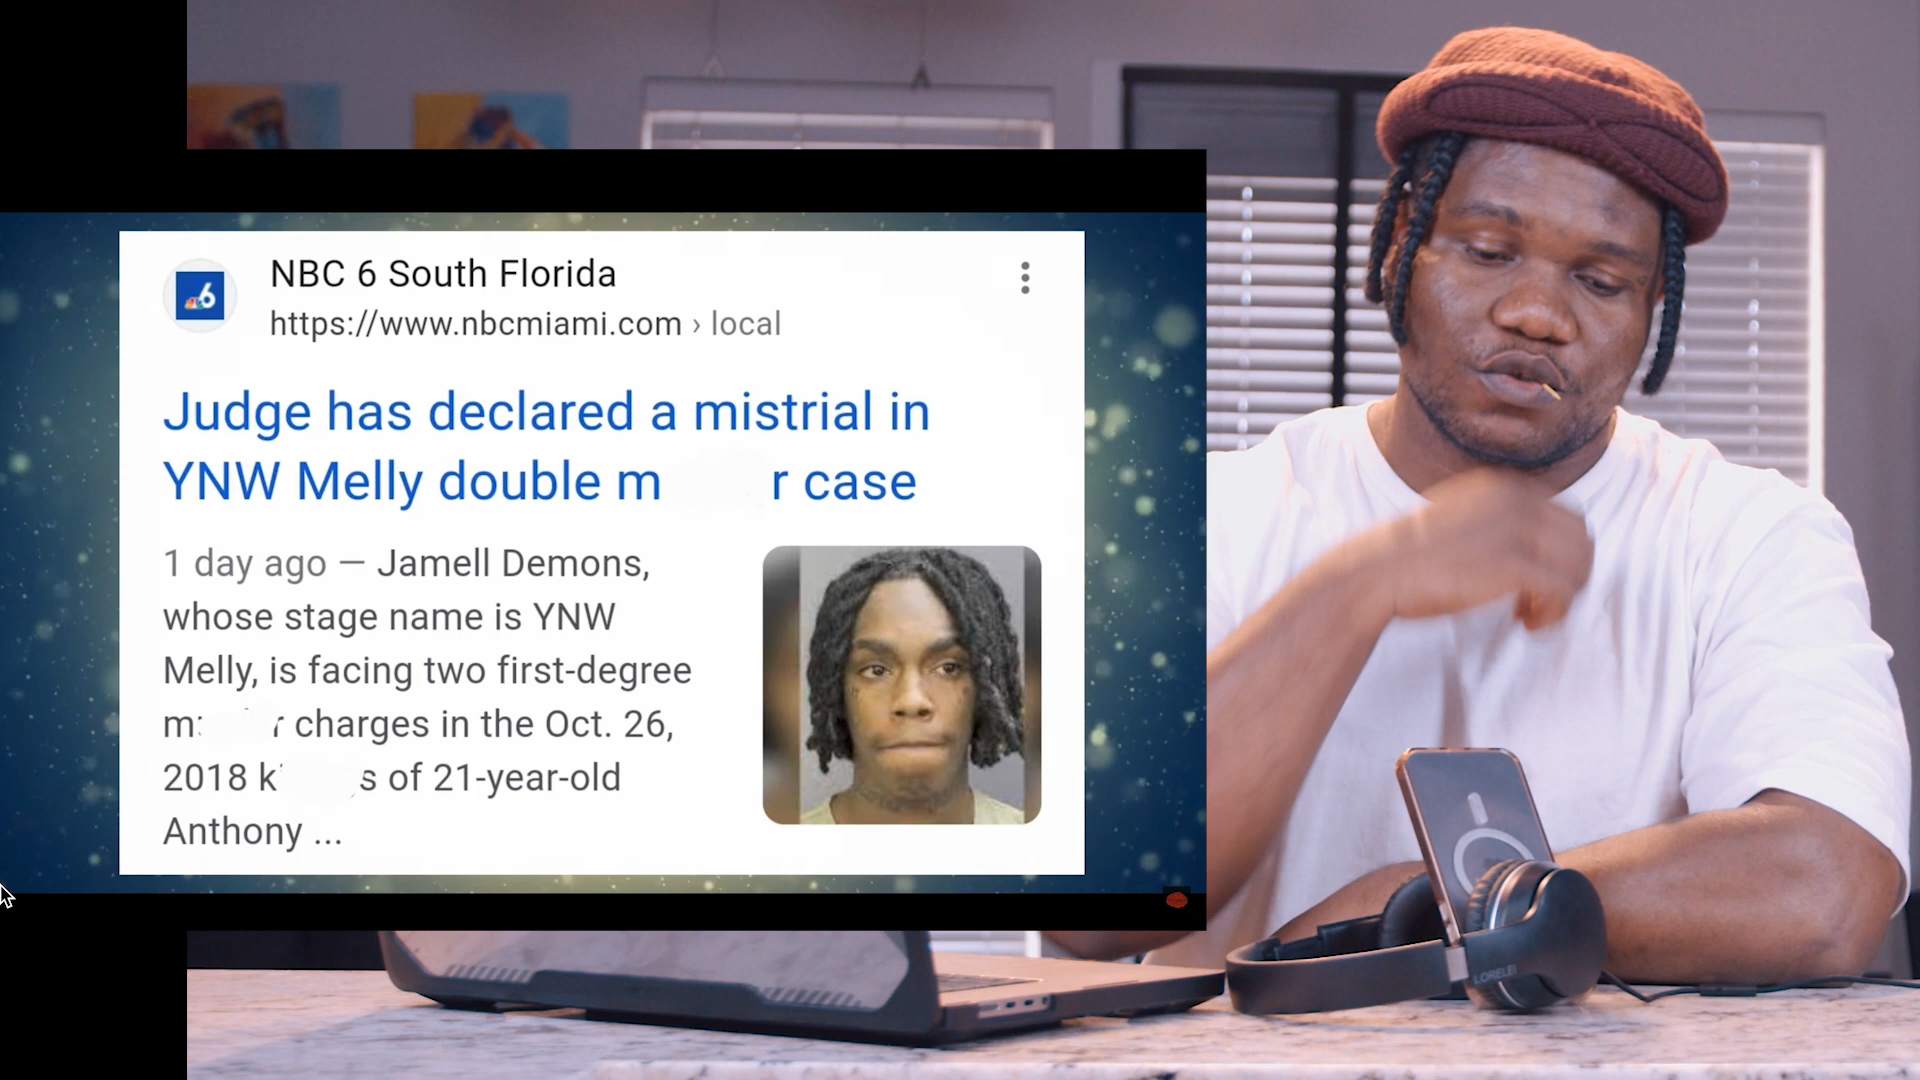 NBC 6 South Florida
https://www.nbcmiami.com › local
Judge has declared a mistrial in
YNW Melly double m r case
1 day ago — Jamell Demons,
whose stage name is YNW
Melly, is facing two first-degree
m r charges in the Oct. 26,
2018 k s of 21-year-old
Anthony ...
6
LORELEI